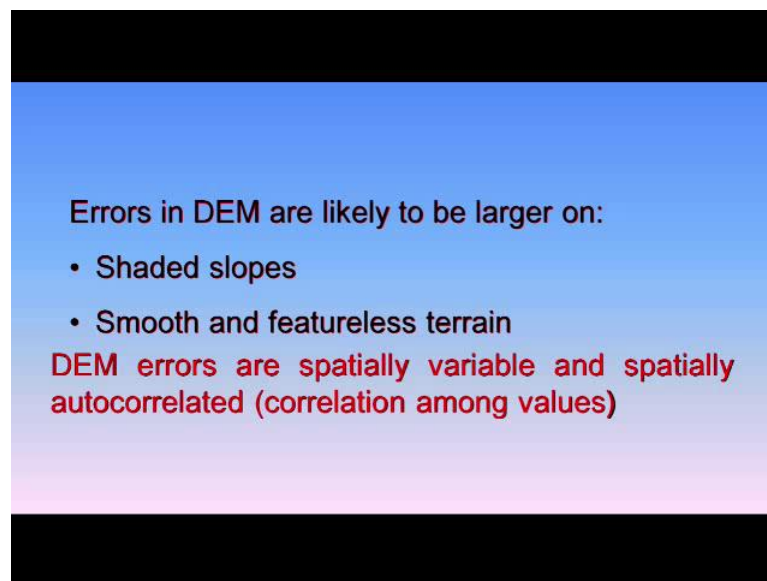 Errors in DEM are likely to be larger on:
• Shaded slopes
• Smooth and featureless terrain
DEM errors are spatially variable and spatially
autocorrelated (correlation among values)